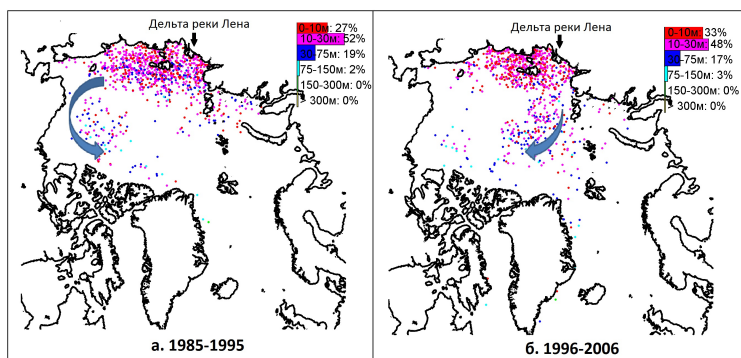 Дельта реки Лена
0-10м: 27%
10-30м: 52%
30-75м: 19%
75-150м: 2%
150-300м: 0%
> 300м: 0%
а. 1985-1995
Дельта реки Лена
0-10м 33%
10-30м: 48%
30-75м: 17%
75-150м: 3%
150-300м: 0%
> 300м: 0%
б. 1996-2006